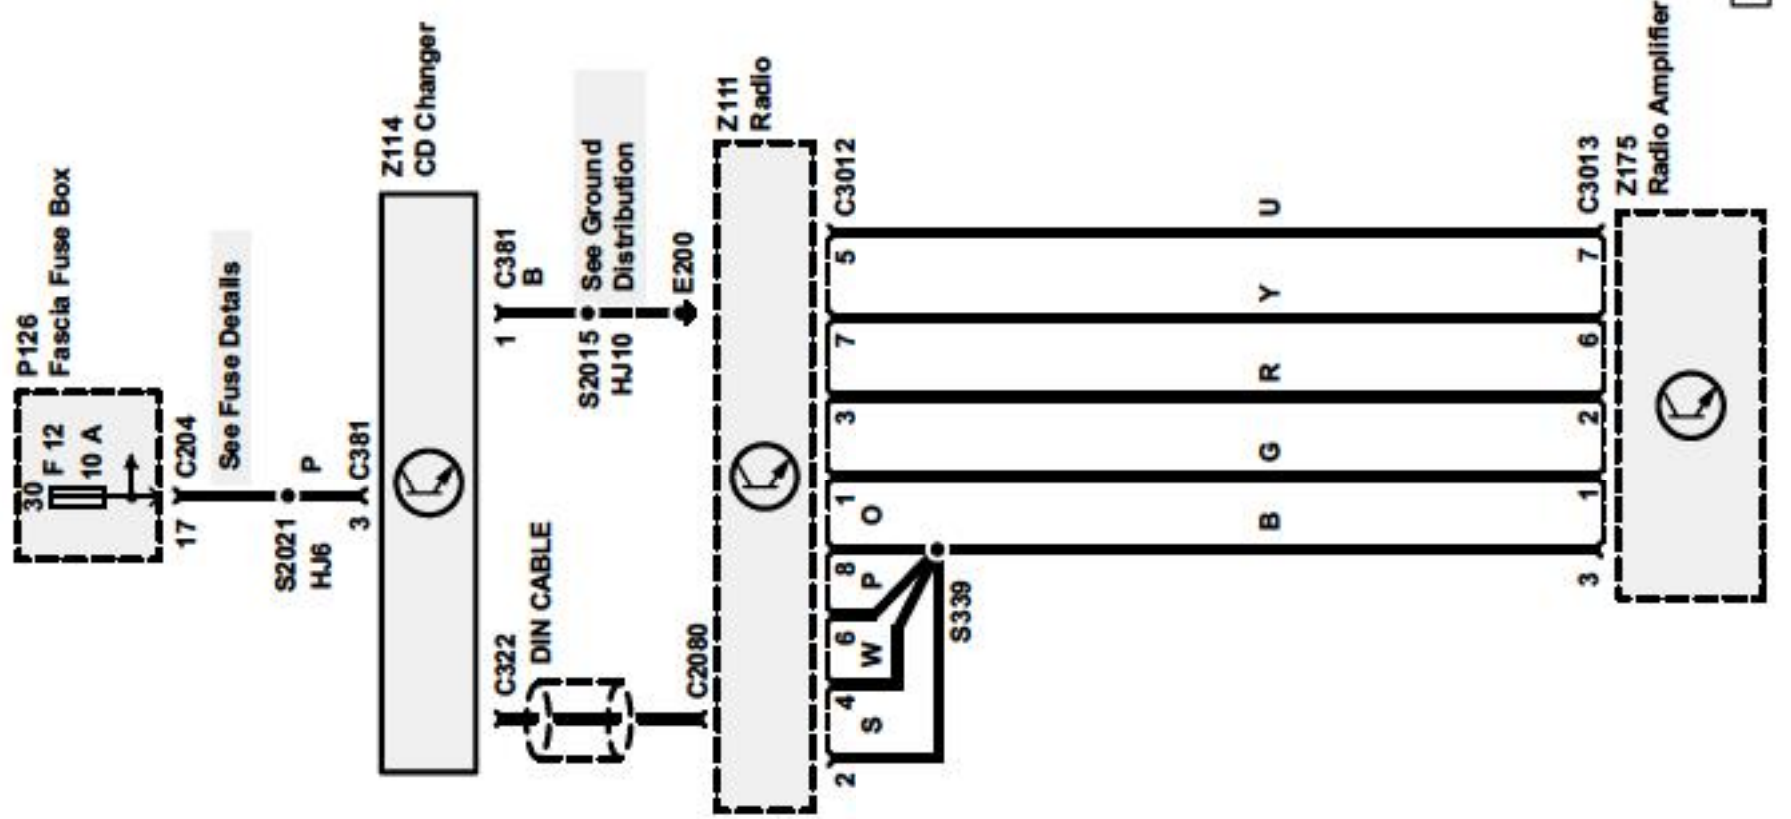 P126
Fascia Fuse Box
30
F 12
10 A
17
C204
See Fuse Details
S2021
HJ6
P
3
C381
Z114
CD Changer
C322
DIN CABLE
C2080
1
C381
B
S2015
HJ10
See Ground
Distribution
E200
Z111
Radio
2
4
6
8
1
3
7
5
C3012
S
W
P
O
S339
B
G
R
Y
U
3
1
2
6
7
C3013
Z175
Radio Amplifier